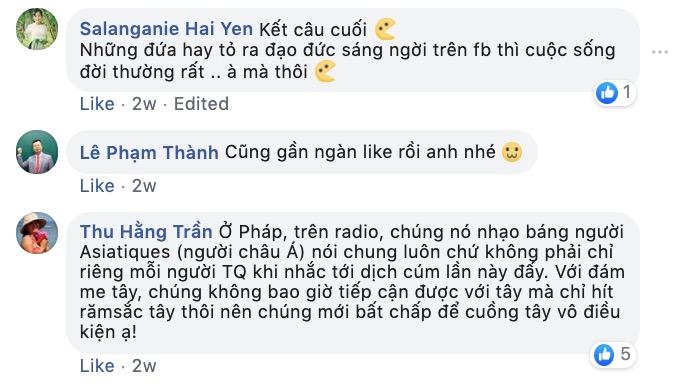 Salanganie Hai Yen Kết câu cuối
Những đứa hay tỏ ra đạo đức sáng ngời trên fb thì cuộc sống
đời thường rất .. à mà thôi
1
Like · 2w · Edited
Lê Phạm Thành Cũng gần ngàn like rồi anh nhé
Like · 2w
Thu Hằng Trần Ở Pháp, trên radio, chúng nó nhạo báng người
Asiatiques (người châu Á) nói chung luôn chứ không phải chỉ
riêng mỗi người TQ khi nhắc tới dịch cúm lần này đấy. Với đám
me tây, chúng không bao giờ tiếp cận được với tây mà chỉ hít
rămsắc tây thôi nên chúng mới bất chấp để cuồng tây vô điều
kiện ạ!
5
Like · 2w